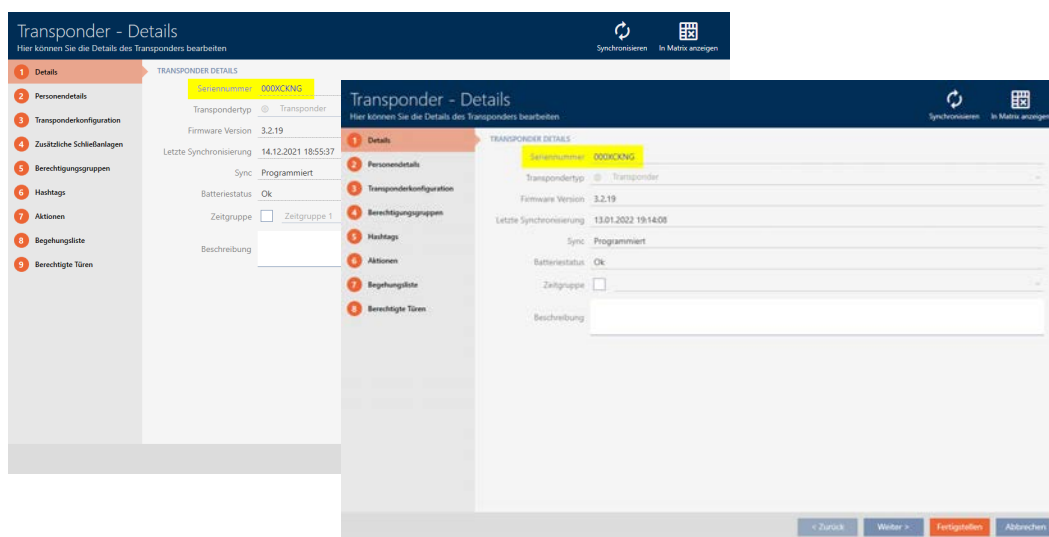 Transponder - Details
Hier können Sie die Details des Transponders bearbeiten
Synchronisieren
In Matrix anzeigen
1 Details
2 Personendetails
3 Transponderkonfiguration
4 Zusätzliche Schließanlagen
5 Berechtigungsgruppen
6 Hashtags
7 Aktionen
8 Begehungsliste
9 Berechtigte Türen
TRANSPONDER DETAILS
Seriennummer 000XCKNG
Transpondertyp Transponder
Firmware Version 3.2.19
Letzte Synchronisierung 14.12.2021 18:55:37
Sync Programmiert
Batteriestatus Ok
Zeitgruppe Zeitgruppe 1
Beschreibung
Transponder - Details
Hier können Sie die Details des Transponders bearbeiten
Synchronisieren
In Matrix anzeigen
1 Details
2 Personendetails
3 Transponderkonfiguration
4 Berechtigungsgruppen
5 Hashtags
6 Aktionen
7 Begehungsliste
8 Berechtigte Türen
TRANSPONDER DETAILS
Seriennummer 000XCKNG
Transpondertyp Transponder
Firmware Version 3.2.19
Letzte Synchronisierung 13.01.2022 19:14:08
Sync Programmiert
Batteriestatus Ok
Zeitgruppe
Beschreibung
< Zurück
Weiter >
Fertigstellen
Abbrechen